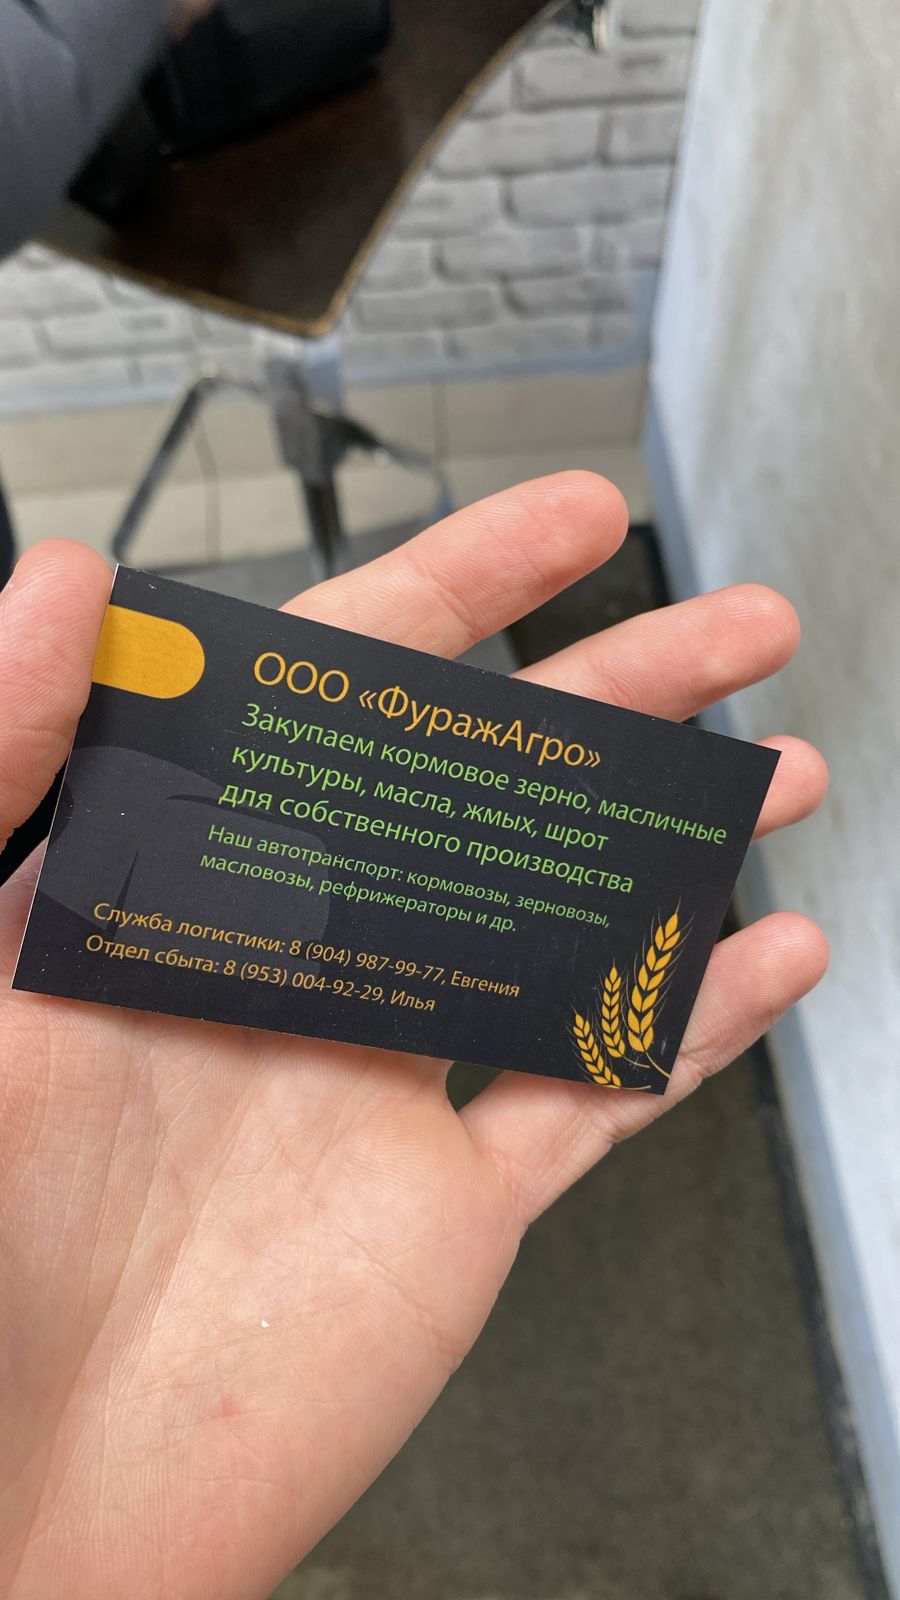 ООО «ФуражАгро»
Закупаем кормовое зерно, масличные
культуры, масла, жмых, шрот
для собственного производства
Наш автотранспорт: кормовозы, зерновозы,
масловозы, рефрижераторы и др.
Служба логистики: 8 (904) 987-99-77, Евгения
Отдел сбыта: 8 (953) 004-92-29, Илья